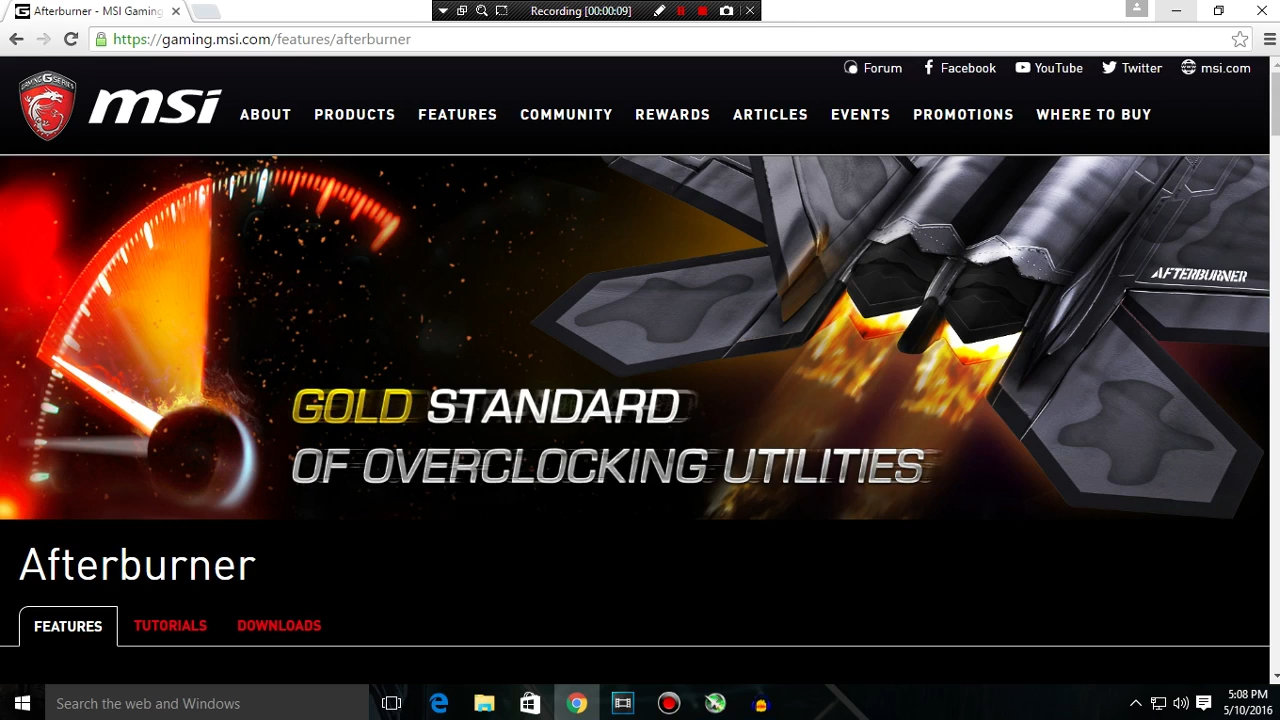 Afterburner - MSI Gaming
Recording [00:00:09]
https://gaming.msi.com/features/afterburner
Forum Facebook YouTube Twitter msi.com
GAMING G SERIES
msi
ABOUT PRODUCTS FEATURES COMMUNITY REWARDS ARTICLES EVENTS PROMOTIONS WHERE TO BUY
AFTERBURNER
GOLD STANDARD
OF OVERCLOCKING UTILITIES
Afterburner
FEATURES TUTORIALS DOWNLOADS
Search the web and Windows
5:08 PM
5/10/2016